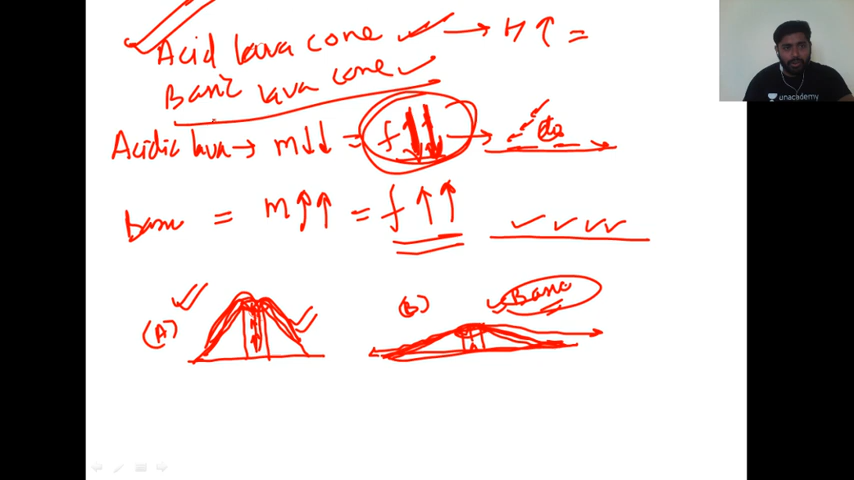 Acid lava cone ✓ → H ↑ =
Basic lava cone ✓
Acidic lava → m↓↓ = f ↓↓ →
Basic = m↑↑ = f ↑↑
(A)
(B) Basic
unacademy